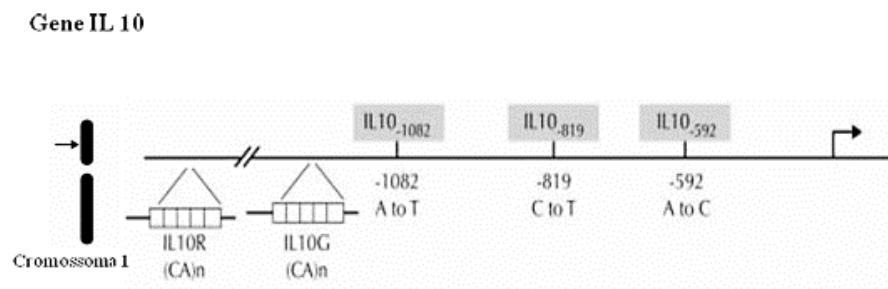 Gene IL 10
IL10-1082 IL10-819 IL10-592
-1082 -819 -592
A to T C to T A to C
IL10R IL10G
(CA)n (CA)n
Cromossoma 1